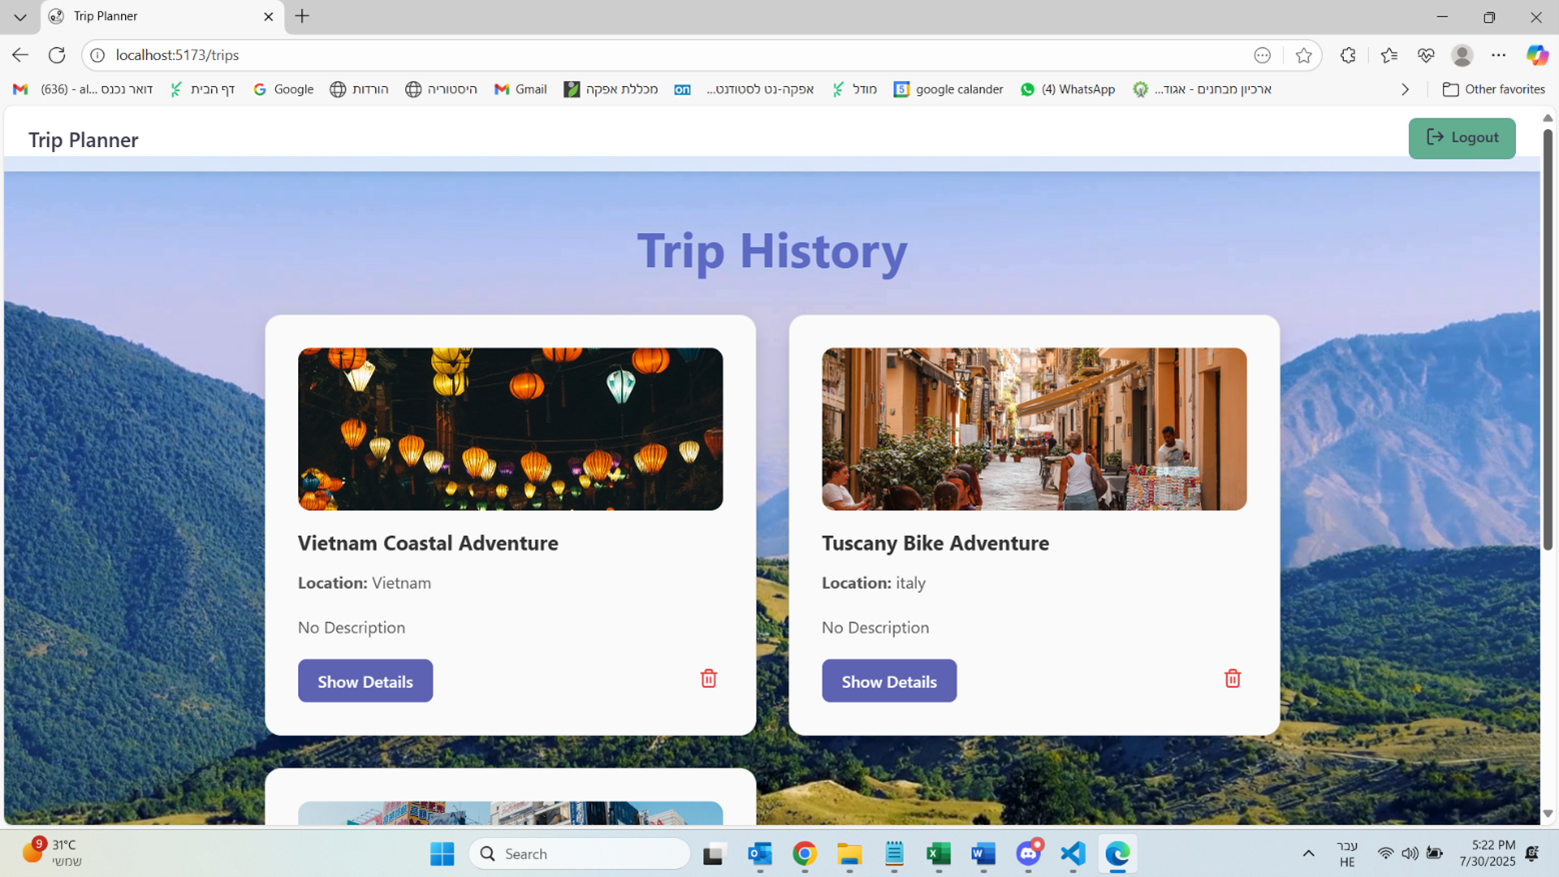 Trip Planner
localhost:5173/trips
(636) - al... דואר נכנס
דף הבית
Google
הורדות
היסטוריה
Gmail
מכללת אפקה
on
אפקה-נט לסטודנט...
מודל
5
google calander
(4) WhatsApp
ארכיון מבחנים - אגוד...
Other favorites
Trip Planner
Logout
Trip History
Vietnam Coastal Adventure
Location: Vietnam
No Description
Show Details
Tuscany Bike Adventure
Location: italy
No Description
Show Details
9
31°C
שמשי
Search
עבר
HE
5:22 PM
7/30/2025